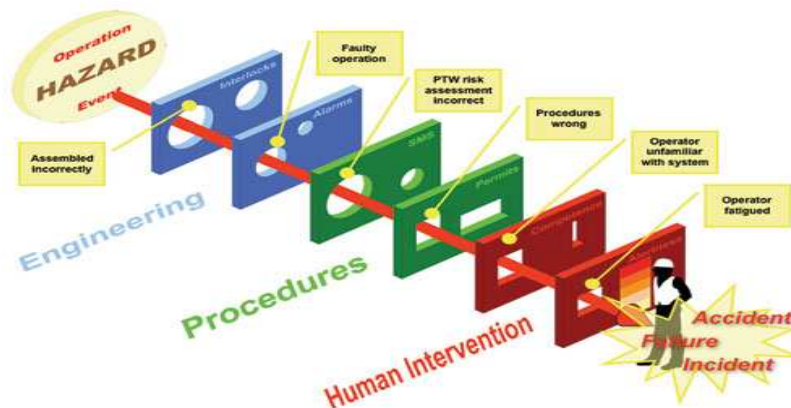 Operation
HAZARD
Event
Assembled
incorrectly
Interlocks
Faulty
operation
Alarms
PTW risk
assessment
incorrect
SMS
Procedures
wrong
Permits
Operator
unfamiliar
with system
Competence
Operator
fatigued
Alertness
Engineering
Procedures
Human Intervention
Accident
Failure
Incident